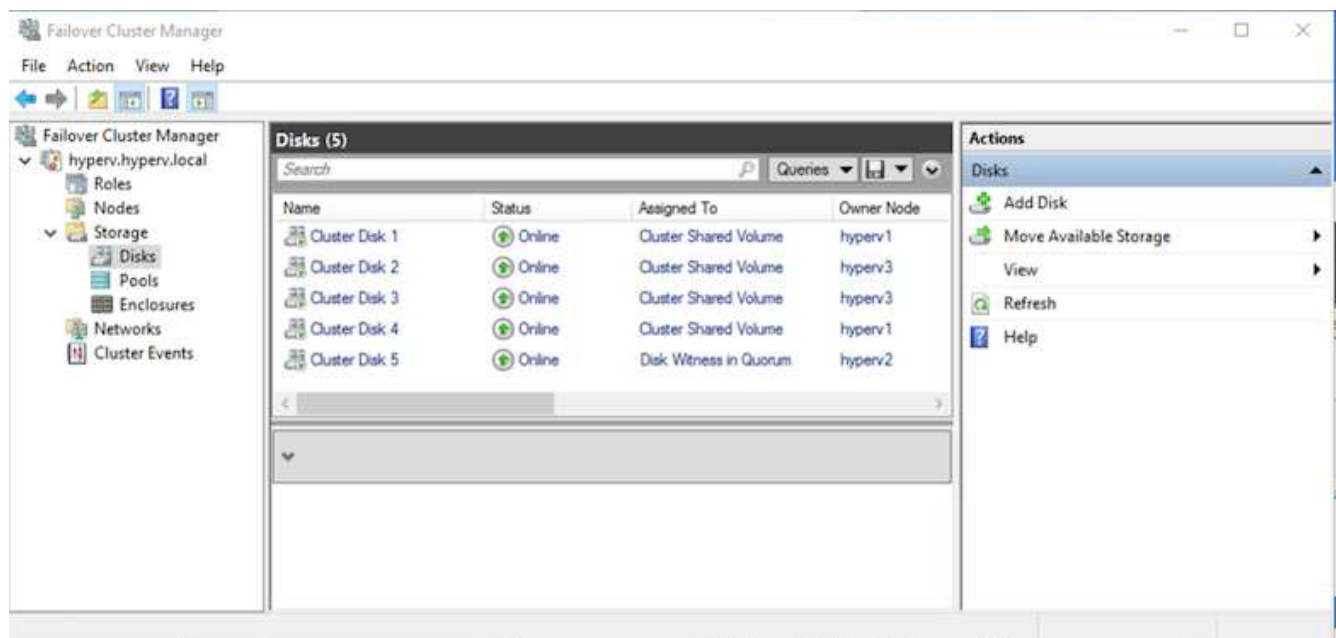 Failover Cluster Manager
File Action View Help
Failover Cluster Manager
hyperv.hyperv.local
Roles
Nodes
Storage
Disks
Pools
Enclosures
Networks
Cluster Events
Disks (5)
Search Queries
Name Status Assigned To Owner Node
Cluster Disk 1 Online Cluster Shared Volume hyperv1
Cluster Disk 2 Online Cluster Shared Volume hyperv3
Cluster Disk 3 Online Cluster Shared Volume hyperv3
Cluster Disk 4 Online Cluster Shared Volume hyperv1
Cluster Disk 5 Online Disk Witness in Quorum hyperv2
Actions
Disks
Add Disk
Move Available Storage
View
Refresh
Help